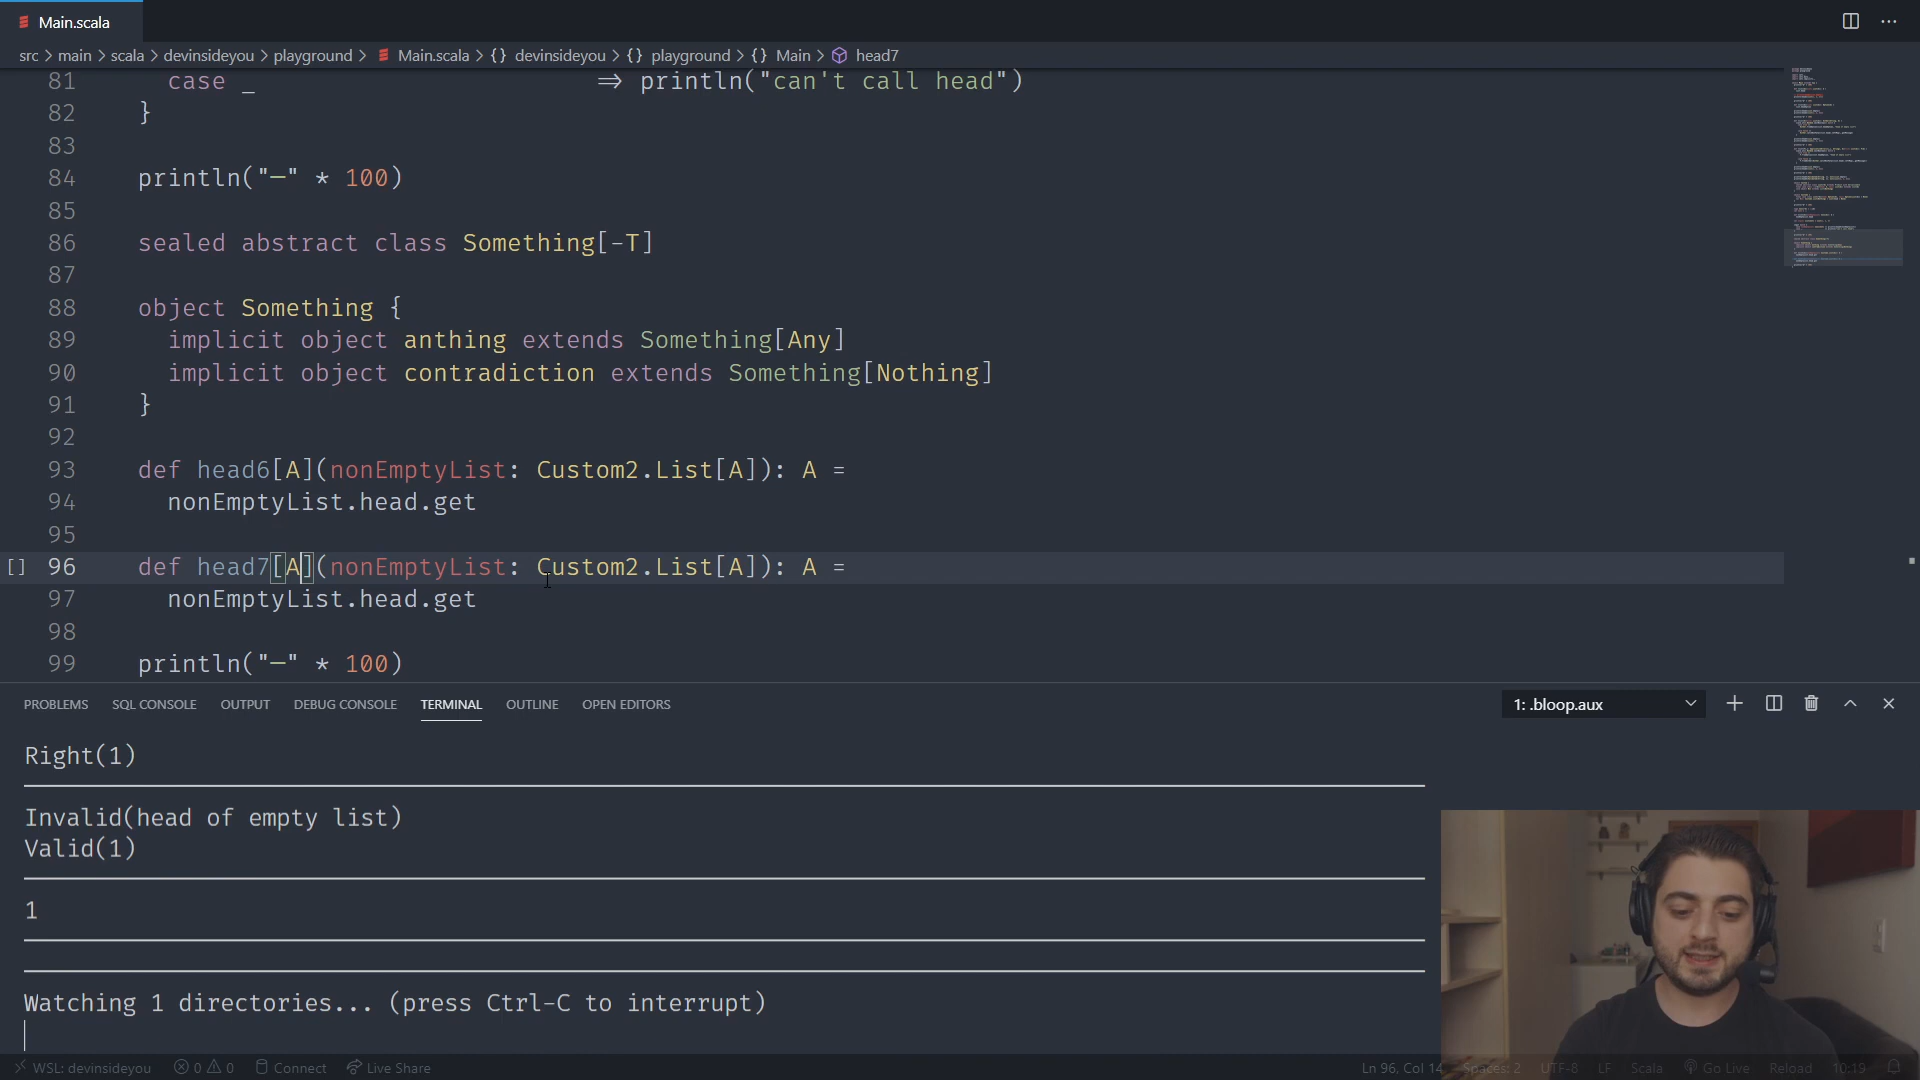 Main.scala
src > main > scala > devinsideyou > playground > Main.scala > {} devinsideyou > {} playground > {} Main > head7
81 case _ ⇒ println("can't call head")
82 }
83
84 println("─" * 100)
85
86 sealed abstract class Something[-T]
87
88 object Something {
89 implicit object anthing extends Something[Any]
90 implicit object contradiction extends Something[Nothing]
91 }
92
93 def head6[A](nonEmptyList: Custom2.List[A]): A =
94 nonEmptyList.head.get
95
[] 96 def head7[A](nonEmptyList: Custom2.List[A]): A =
97 nonEmptyList.head.get
98
99 println("─" * 100)
PROBLEMS SQL CONSOLE OUTPUT DEBUG CONSOLE TERMINAL OUTLINE OPEN EDITORS 1: .bloop.aux
Right(1)
Invalid(head of empty list)
Valid(1)
1
Watching 1 directories... (press Ctrl-C to interrupt)
WSL: devinsideyou 0 0 Connect Live Share Ln 96, Col 14 Spaces: 2 UTF-8 LF Scala Go Live Reload 10:19